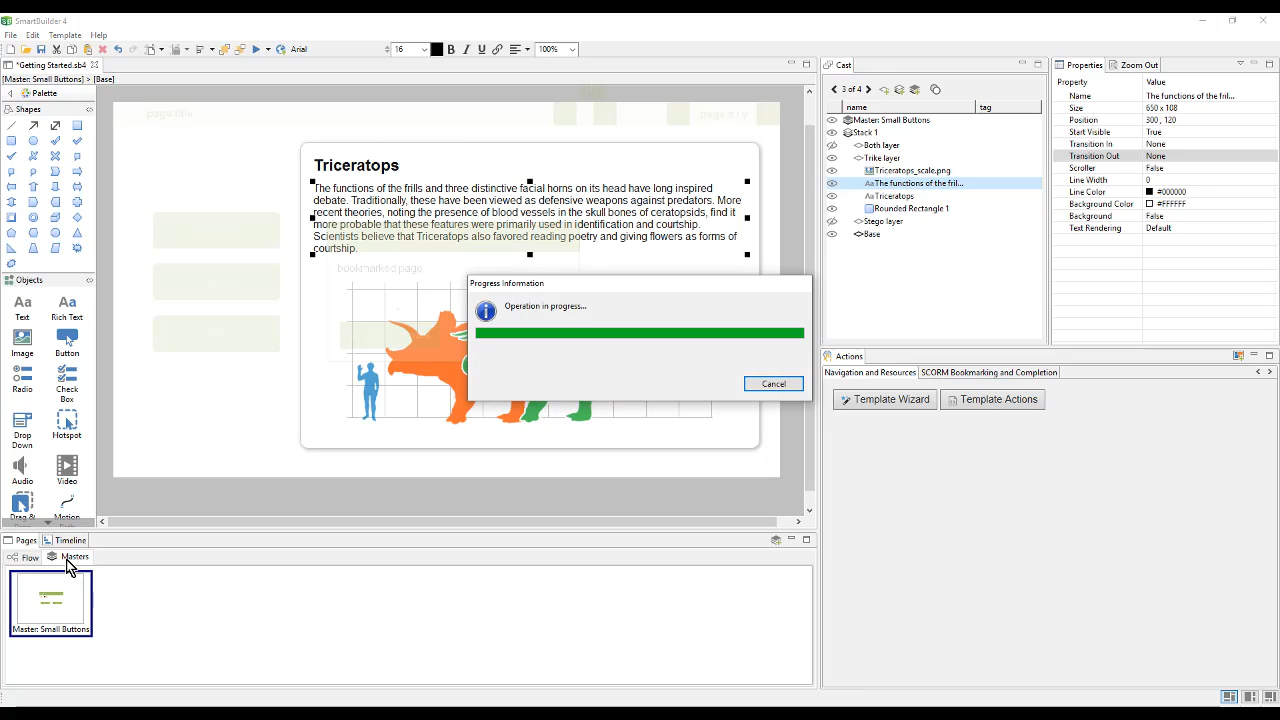 SmartBuilder 4
File Edit Template Help
Arial 16 B I U 100%
*Getting Started.sb4
[Master: Small Buttons] > [Base]
Palette
Shapes
Objects
Text
Rich Text
Image
Button
Radio
Check Box
Drop Down
Hotspot
Audio
Video
Drag &
Motion
page title
page x / y
Triceratops
The functions of the frills and three distinctive facial horns on its head have long inspired
debate. Traditionally, these have been viewed as defensive weapons against predators. More
recent theories, noting the presence of blood vessels in the skull bones of ceratopsids, find it
more probable that these features were primarily used in identification and courtship.
Scientists believe that Triceratops also favored reading poetry and giving flowers as forms of
courtship.
bookmarked page
Progress Information
Operation in progress...
Cancel
Cast
3 of 4
name tag
Master: Small Buttons
Stack 1
Both layer
Trike layer
Triceratops_scale.png
Aa The functions of the fril...
Aa Triceratops
Rounded Rectangle 1
Stego layer
Base
Properties Zoom Out
Property Value
Name The functions of the fril...
Size 650 x 108
Position 300 , 120
Start Visible True
Transition In None
Transition Out None
Scroller False
Line Width 0
Line Color #000000
Background Color #FFFFFF
Background False
Text Rendering Default
Actions
Navigation and Resources SCORM Bookmarking and Completion
Template Wizard Template Actions
Pages Timeline
Flow Masters
Master: Small Buttons